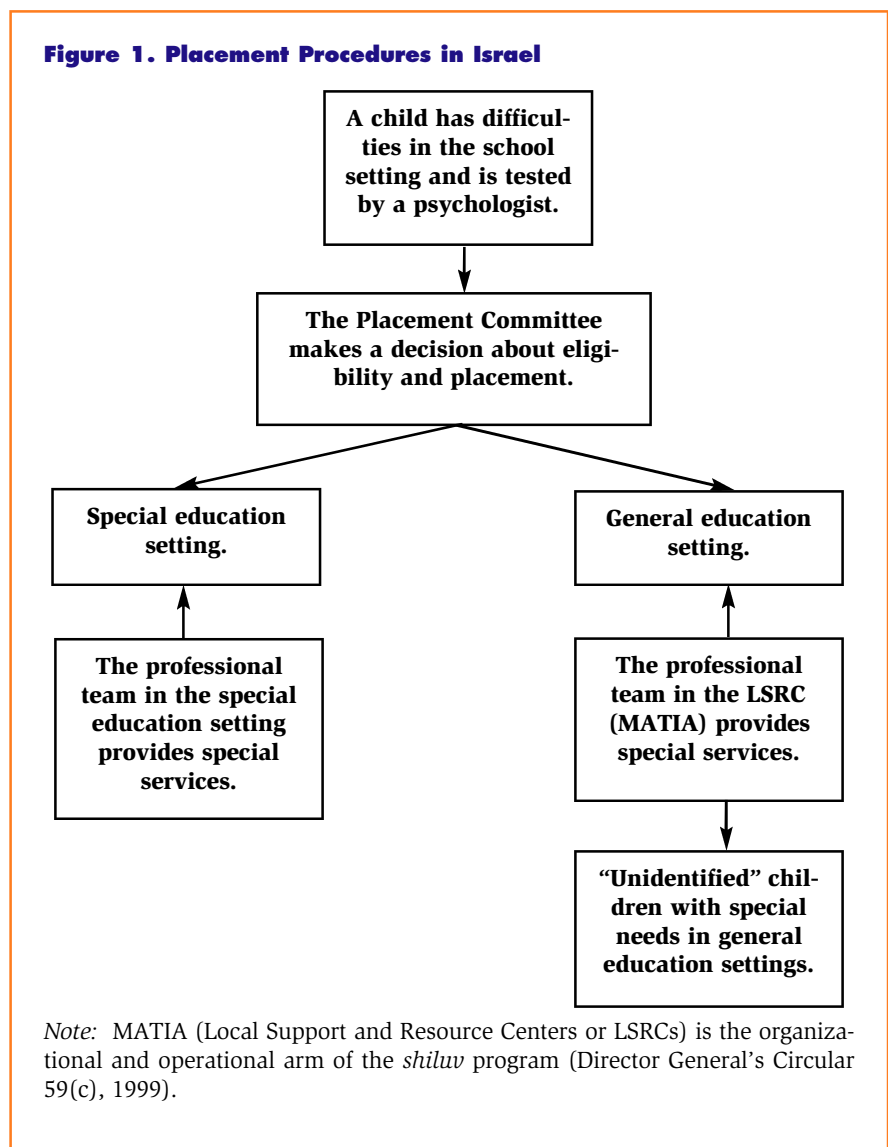 Figure 1. Placement Procedures in Israel
A child has difficul-
ties in the school
setting and is tested
by a psychologist.
The Placement Committee
makes a decision about eligi-
bility and placement.
Special education
setting.
General education
setting.
The professional
team in the special
education setting
provides special
services.
The professional
team in the LSRC
(MATIA) provides
special services.
“Unidentified” chil-
dren with special
needs in general
education settings.
Note: MATIA (Local Support and Resource Centers or LSRCs) is the organiza-
tional and operational arm of the shiluv program (Director General’s Circular
59(c), 1999).